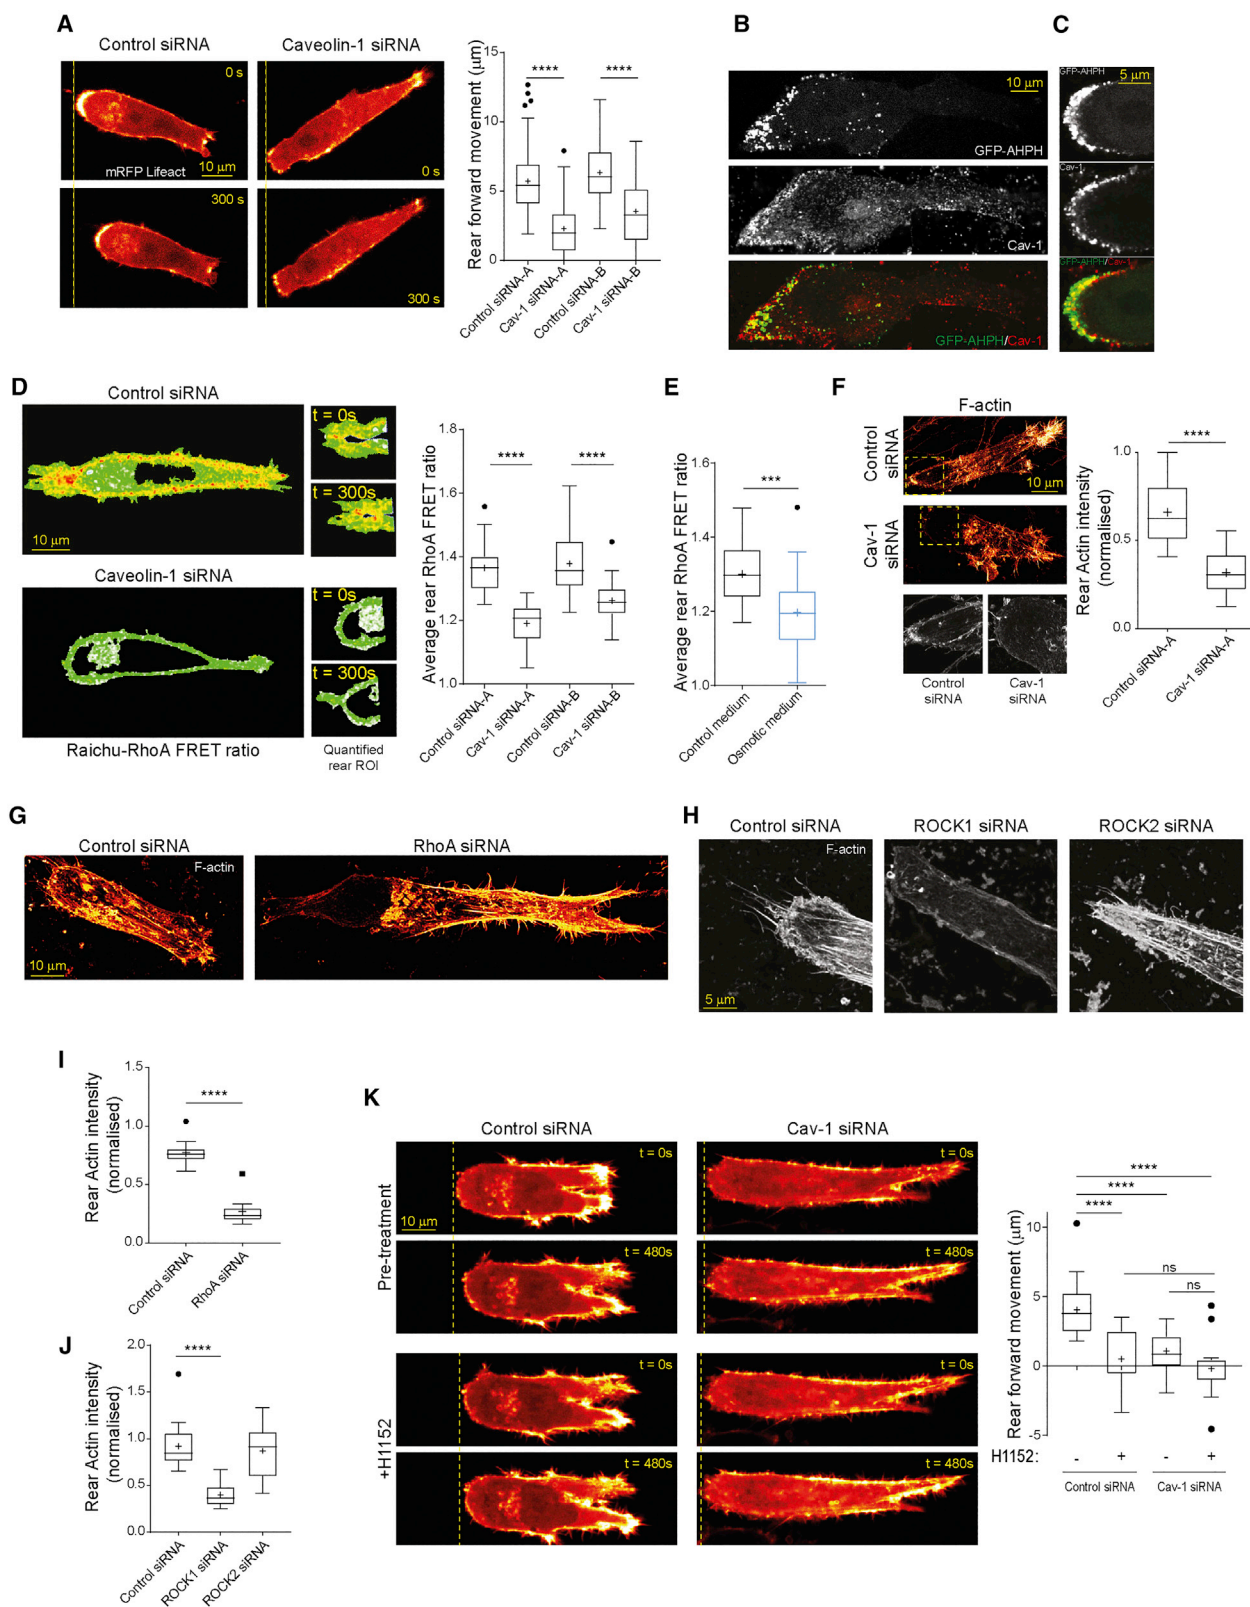 A
Control siRNA
Caveolin-1 siRNA
0 s
mRFP Lifeact
10 μm
0 s
300 s
300 s
Rear forward movement (μm)
15
10
5
0
****
****
Control siRNA-A
Cav-1 siRNA-A
Control siRNA-B
Cav-1 siRNA-B
B
10 μm
GFP-AHPH
Cav-1
GFP-AHPH/Cav-1
C
GFP-AHPH
5 μm
Cav-1
GFP-AHPH/Cav-1
D
Control siRNA
t = 0s
t = 300s
10 μm
Caveolin-1 siRNA
t = 0s
t = 300s
Raichu-RhoA FRET ratio
Quantified
rear ROI
Average rear RhoA FRET ratio
1.8
1.6
1.4
1.2
1.0
****
****
Control siRNA-A
Cav-1 siRNA-A
Control siRNA-B
Cav-1 siRNA-B
E
Average rear RhoA FRET ratio
1.6
1.4
1.2
1.0
***
Control medium
Osmotic medium
F
F-actin
Control
siRNA
10 μm
Cav-1
siRNA
Control
siRNA
Cav-1
siRNA
Rear Actin intensity
(normalised)
1.0
0.5
0.0
****
Control siRNA-A
Cav-1 siRNA-A
G
Control siRNA
RhoA siRNA
F-actin
10 μm
H
Control siRNA
ROCK1 siRNA
ROCK2 siRNA
F-actin
5 μm
I
Rear Actin intensity
(normalised)
1.5
1.0
0.5
0.0
****
Control siRNA
RhoA siRNA
J
Rear Actin intensity
(normalised)
2.0
1.5
1.0
0.5
0.0
****
Control siRNA
ROCK1 siRNA
ROCK2 siRNA
K
Control siRNA
Cav-1 siRNA
Pre-treatment
t = 0s
t = 0s
10 μm
t = 480s
t = 480s
+H1152
t = 0s
t = 0s
t = 480s
t = 480s
Rear forward movement (μm)
10
5
0
-5
****
****
****
ns
ns
H1152:
- + - +
Control siRNA
Cav-1 siRNA